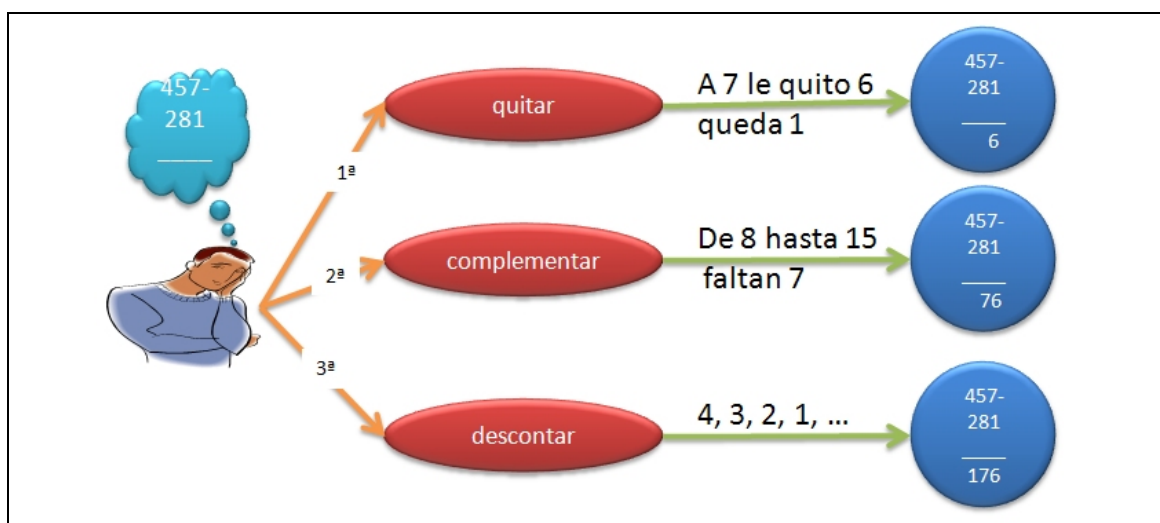 457-
281
____
1ª
quitar
A 7 le quito 6
queda 1
457-
281
____
6
2ª
complementar
De 8 hasta 15
faltan 7
457-
281
____
76
3ª
descontar
4, 3, 2, 1, ...
457-
281
____
176